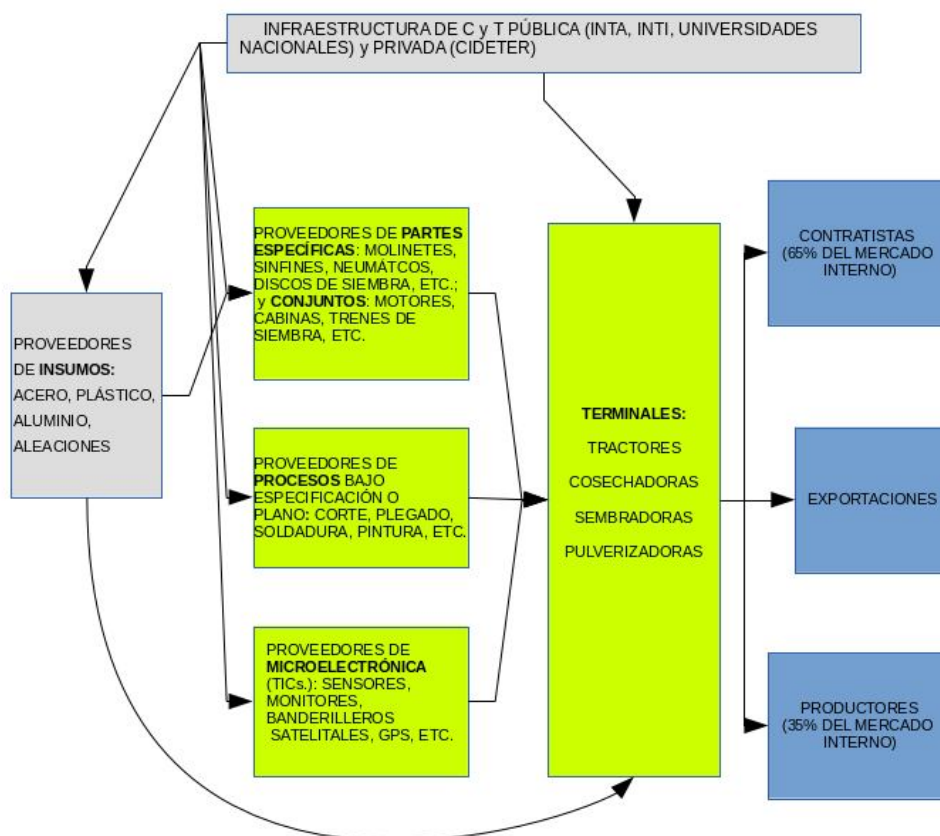 INFRAESTRUCTURA DE C y T PÚBLICA (INTA, INTI, UNIVERSIDADES
NACIONALES) y PRIVADA (CIDETER)
PROVEEDORES
DE INSUMOS:
ACERO, PLÁSTICO,
ALUMINIO,
ALEACIONES
PROVEEDORES DE PARTES
ESPECÍFICAS: MOLINETES,
SINFINES, NEUMÁTCOS,
DISCOS DE SIEMBRA, ETC.;
y CONJUNTOS: MOTORES,
CABINAS, TRENES DE
SIEMBRA, ETC.
PROVEEDORES DE
PROCESOS BAJO
ESPECIFICACIÓN O
PLANO: CORTE, PLEGADO,
SOLDADURA, PINTURA, ETC.
PROVEEDORES DE
MICROELECTRÓNICA
(TICs.): SENSORES,
MONITORES,
BANDERILLEROS
SATELITALES, GPS, ETC.
TERMINALES:
TRACTORES
COSECHADORAS
SEMBRADORAS
PULVERIZADORAS
CONTRATISTAS
(65% DEL MERCADO
INTERNO)
EXPORTACIONES
PRODUCTORES
(35% DEL MERCADO
INTERNO)